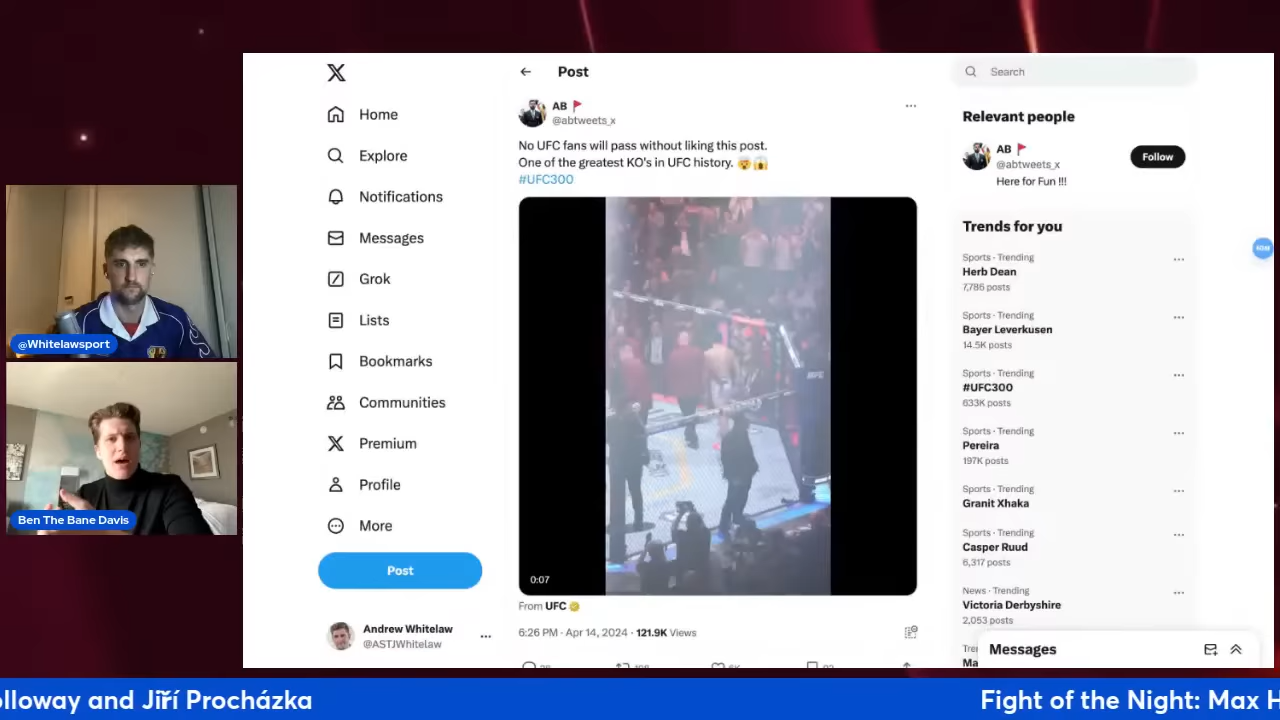 @Whitelawsport
Ben The Bane Davis
Home
Explore
Notifications
Messages
Grok
Lists
Bookmarks
Communities
Premium
Profile
More
Post
Andrew Whitelaw
@ASTJWhitelaw
Post
AB
@abtweets_x
No UFC fans will pass without liking this post.
One of the greatest KO's in UFC history.
#UFC300
UFC
0:07
From UFC
6:26 PM · Apr 14, 2024 · 121.9K Views
Search
Relevant people
AB
@abtweets_x
Follow
Here for Fun !!!
Trends for you
Sports · Trending
Herb Dean
7,786 posts
Sports · Trending
Bayer Leverkusen
14.5K posts
Sports · Trending
#UFC300
633K posts
Sports · Trending
Pereira
197K posts
Sports · Trending
Granit Xhaka
Sports · Trending
Casper Ruud
6,317 posts
News · Trending
Victoria Derbyshire
2,053 posts
Messages
olloway and Jiří Procházka
Fight of the Night: Max H